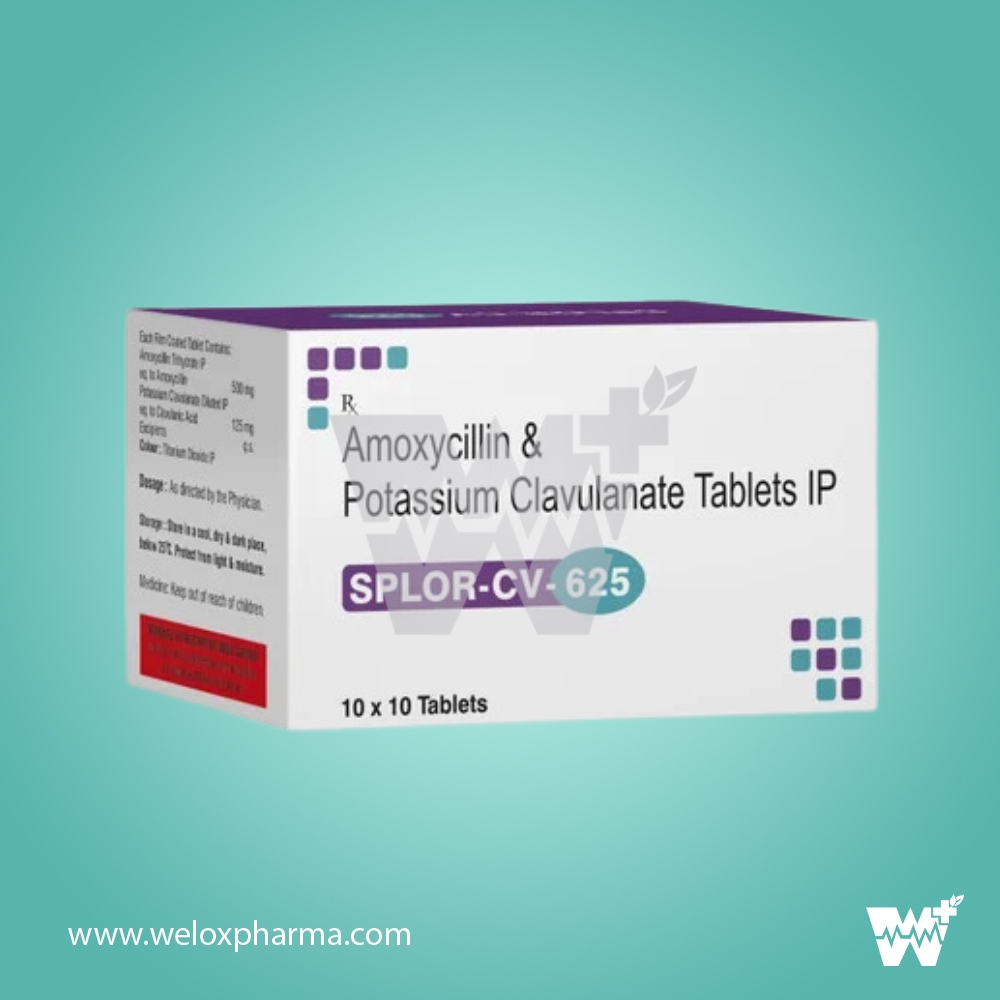 Each Film Coated Tablet Contains:
Amoxycillin Trihydrate IP
eq. to Amoxycillin 500 mg
Potassium Clavulanate Diluted IP
eq. to Clavulanic Acid 125 mg
Excipients q.s.
Colour: Titanium Dioxide IP
Dosage: As directed by the Physician.
Storage: Store in a cool, dry & dark place,
below 25°C. Protect from light & moisture.
Medicine: Keep out of reach of children.
Rx
Amoxycillin &
Potassium Clavulanate Tablets IP
SPLOR-CV-625
10 x 10 Tablets
www.weloxpharma.com
W+